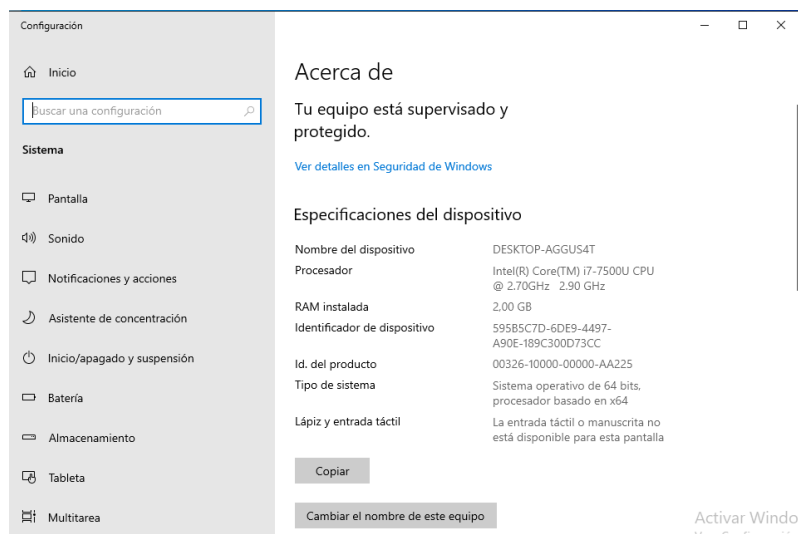 Configuración
Inicio
Buscar una configuración
Sistema
Pantalla
Sonido
Notificaciones y acciones
Asistente de concentración
Inicio/apagado y suspensión
Batería
Almacenamiento
Tableta
Multitarea
Acerca de
Tu equipo está supervisado y
protegido.
Ver detalles en Seguridad de Windows
Especificaciones del dispositivo
Nombre del dispositivo DESKTOP-AGGUS4T
Procesador Intel(R) Core(TM) i7-7500U CPU
@ 2.70GHz 2.90 GHz
RAM instalada 2,00 GB
Identificador de dispositivo 595B5C7D-6DE9-4497-
A90E-189C300D73CC
Id. del producto 00326-10000-00000-AA225
Tipo de sistema Sistema operativo de 64 bits,
procesador basado en x64
Lápiz y entrada táctil La entrada táctil o manuscrita no
está disponible para esta pantalla
Copiar
Cambiar el nombre de este equipo
Activar Windo